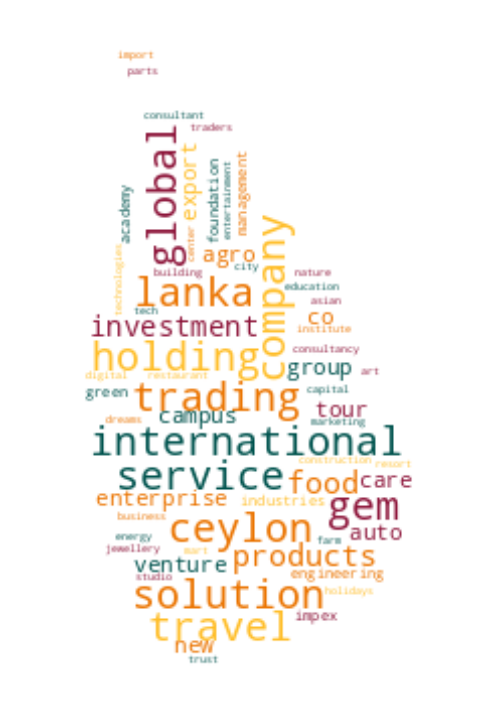 import
parts
consultant
traders
global
export
foundation
entertainment
management
academy
center
agro
city
building
technologies
company
nature
education
lanka
asian
tech
co
investment
institute
holding
consultancy
group
art
digital
restaurant
green
trading
capital
campus
tour
dreams
marketing
international
service
construction
resort
food
care
enterprise
industries
gem
business
ceylon
auto
energy
farm
jewellery
mart
products
venture
studio
engineering
solution
holidays
travel
impex
new
trust